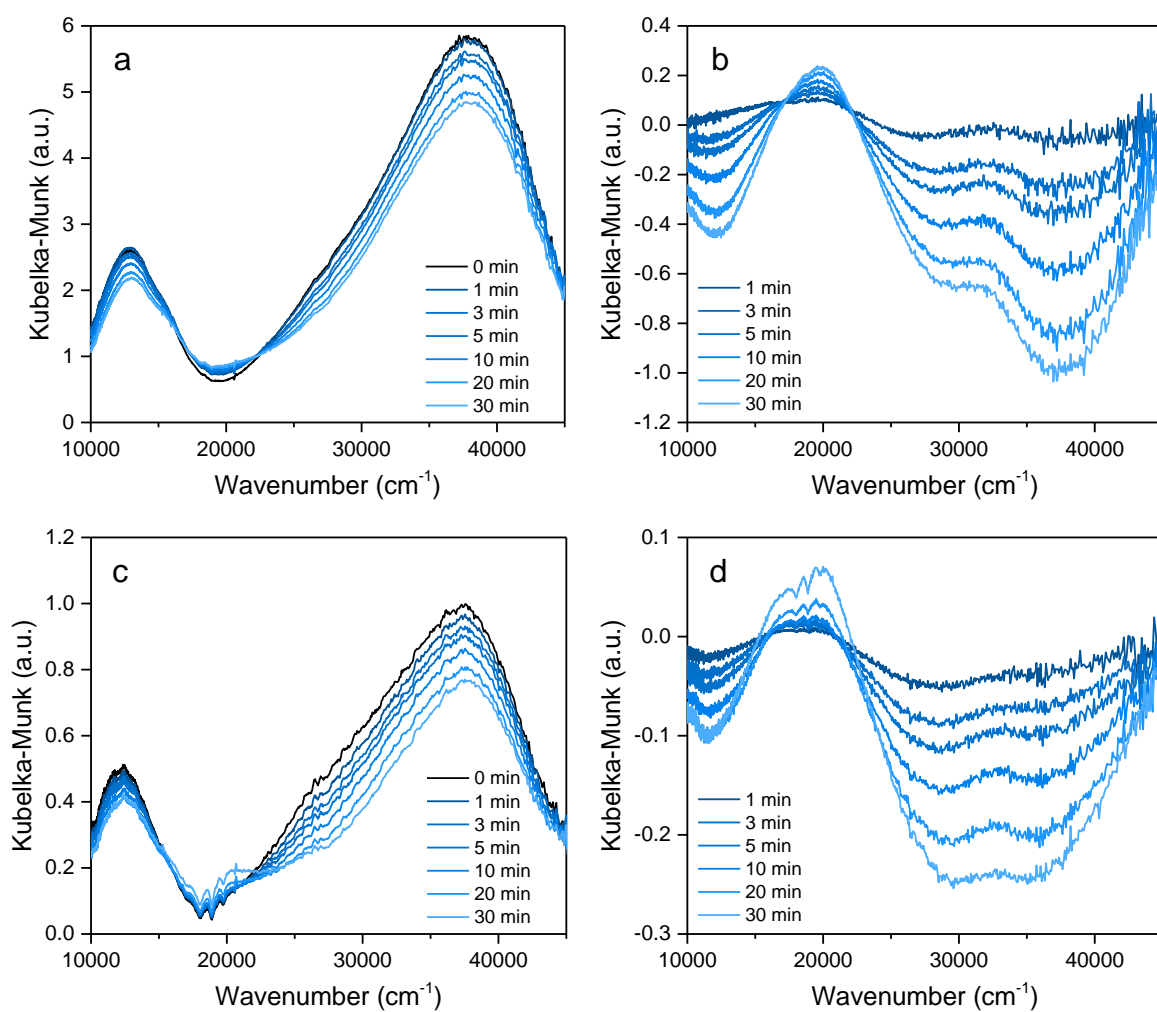 a
Kubelka-Munk (a.u.)
6
5
4
3
2
1
0
0 min
1 min
3 min
5 min
10 min
20 min
30 min
10000 20000 30000 40000
Wavenumber (cm⁻¹)
b
Kubelka-Munk (a.u.)
0.4
0.2
0.0
-0.2
-0.4
-0.6
-0.8
-1.0
-1.2
1 min
3 min
5 min
10 min
20 min
30 min
10000 20000 30000 40000
Wavenumber (cm⁻¹)
c
Kubelka-Munk (a.u.)
1.2
1.0
0.8
0.6
0.4
0.2
0.0
0 min
1 min
3 min
5 min
10 min
20 min
30 min
10000 20000 30000 40000
Wavenumber (cm⁻¹)
d
Kubelka-Munk (a.u.)
0.1
0.0
-0.1
-0.2
-0.3
1 min
3 min
5 min
10 min
20 min
30 min
10000 20000 30000 40000
Wavenumber (cm⁻¹)